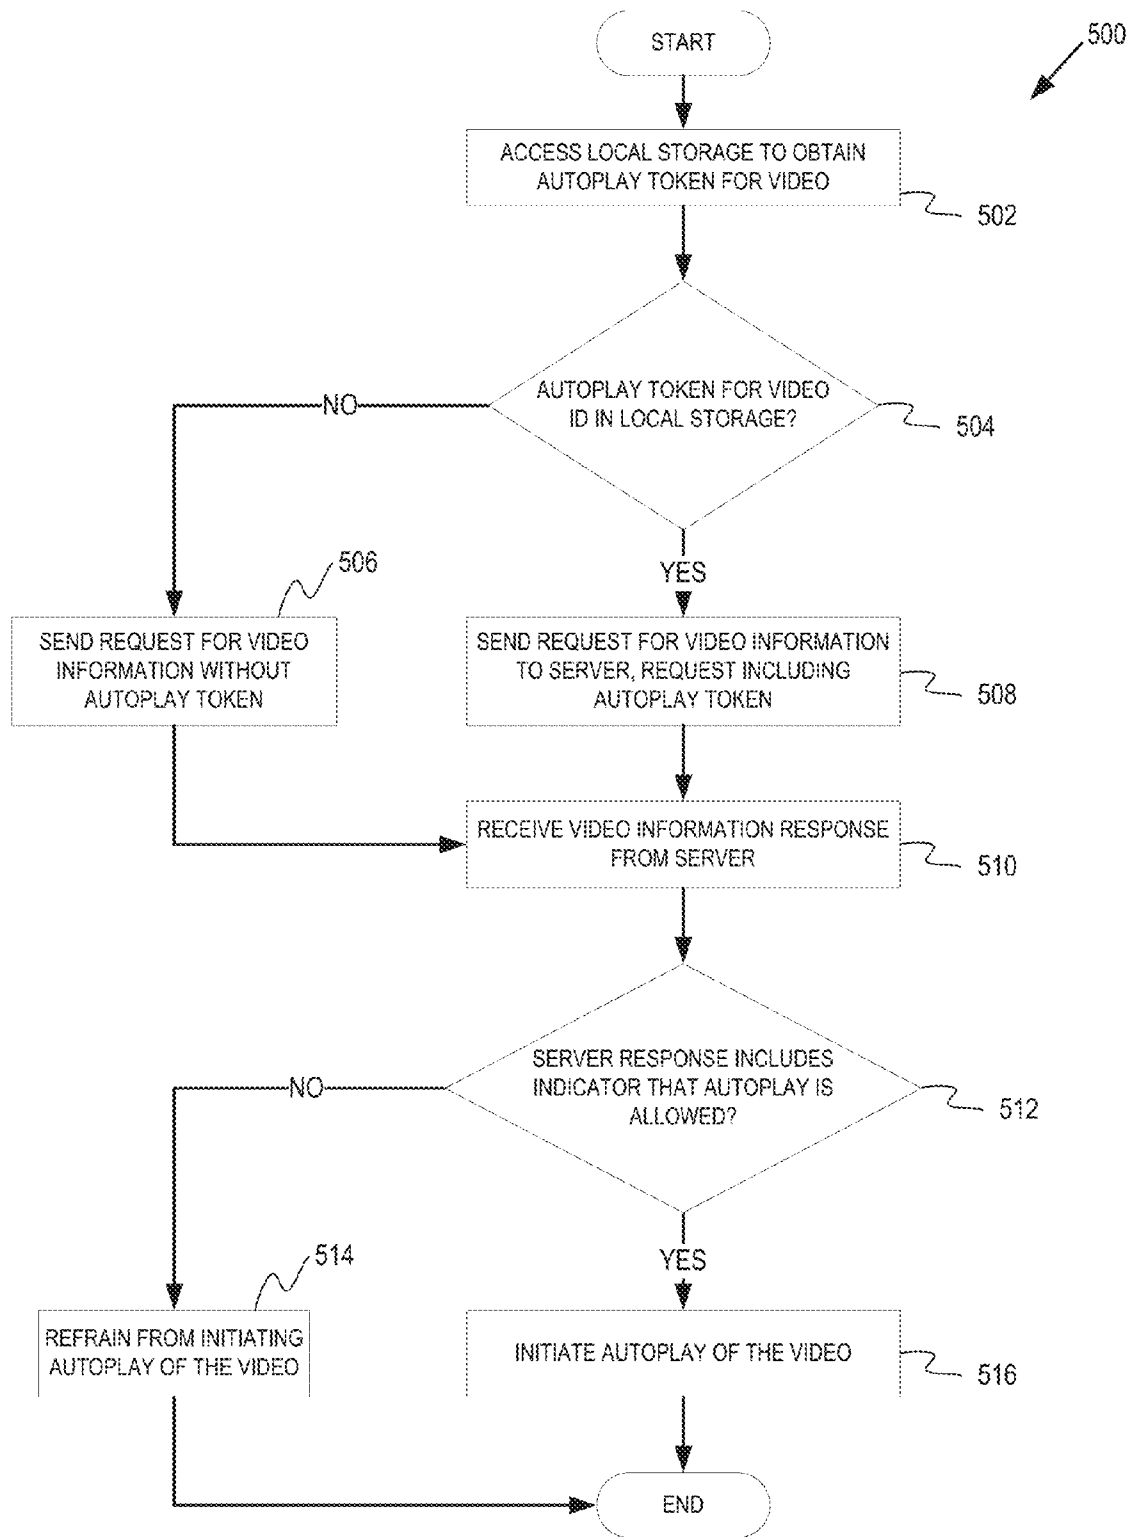 START
500
ACCESS LOCAL STORAGE TO OBTAIN
AUTOPLAY TOKEN FOR VIDEO
502
AUTOPLAY TOKEN FOR VIDEO
ID IN LOCAL STORAGE?
504
NO
YES
506
SEND REQUEST FOR VIDEO
INFORMATION WITHOUT
AUTOPLAY TOKEN
SEND REQUEST FOR VIDEO INFORMATION
TO SERVER, REQUEST INCLUDING
AUTOPLAY TOKEN
508
RECEIVE VIDEO INFORMATION RESPONSE
FROM SERVER
510
SERVER RESPONSE INCLUDES
INDICATOR THAT AUTOPLAY IS
ALLOWED?
512
NO
YES
514
REFRAIN FROM INITIATING
AUTOPLAY OF THE VIDEO
INITIATE AUTOPLAY OF THE VIDEO
516
END